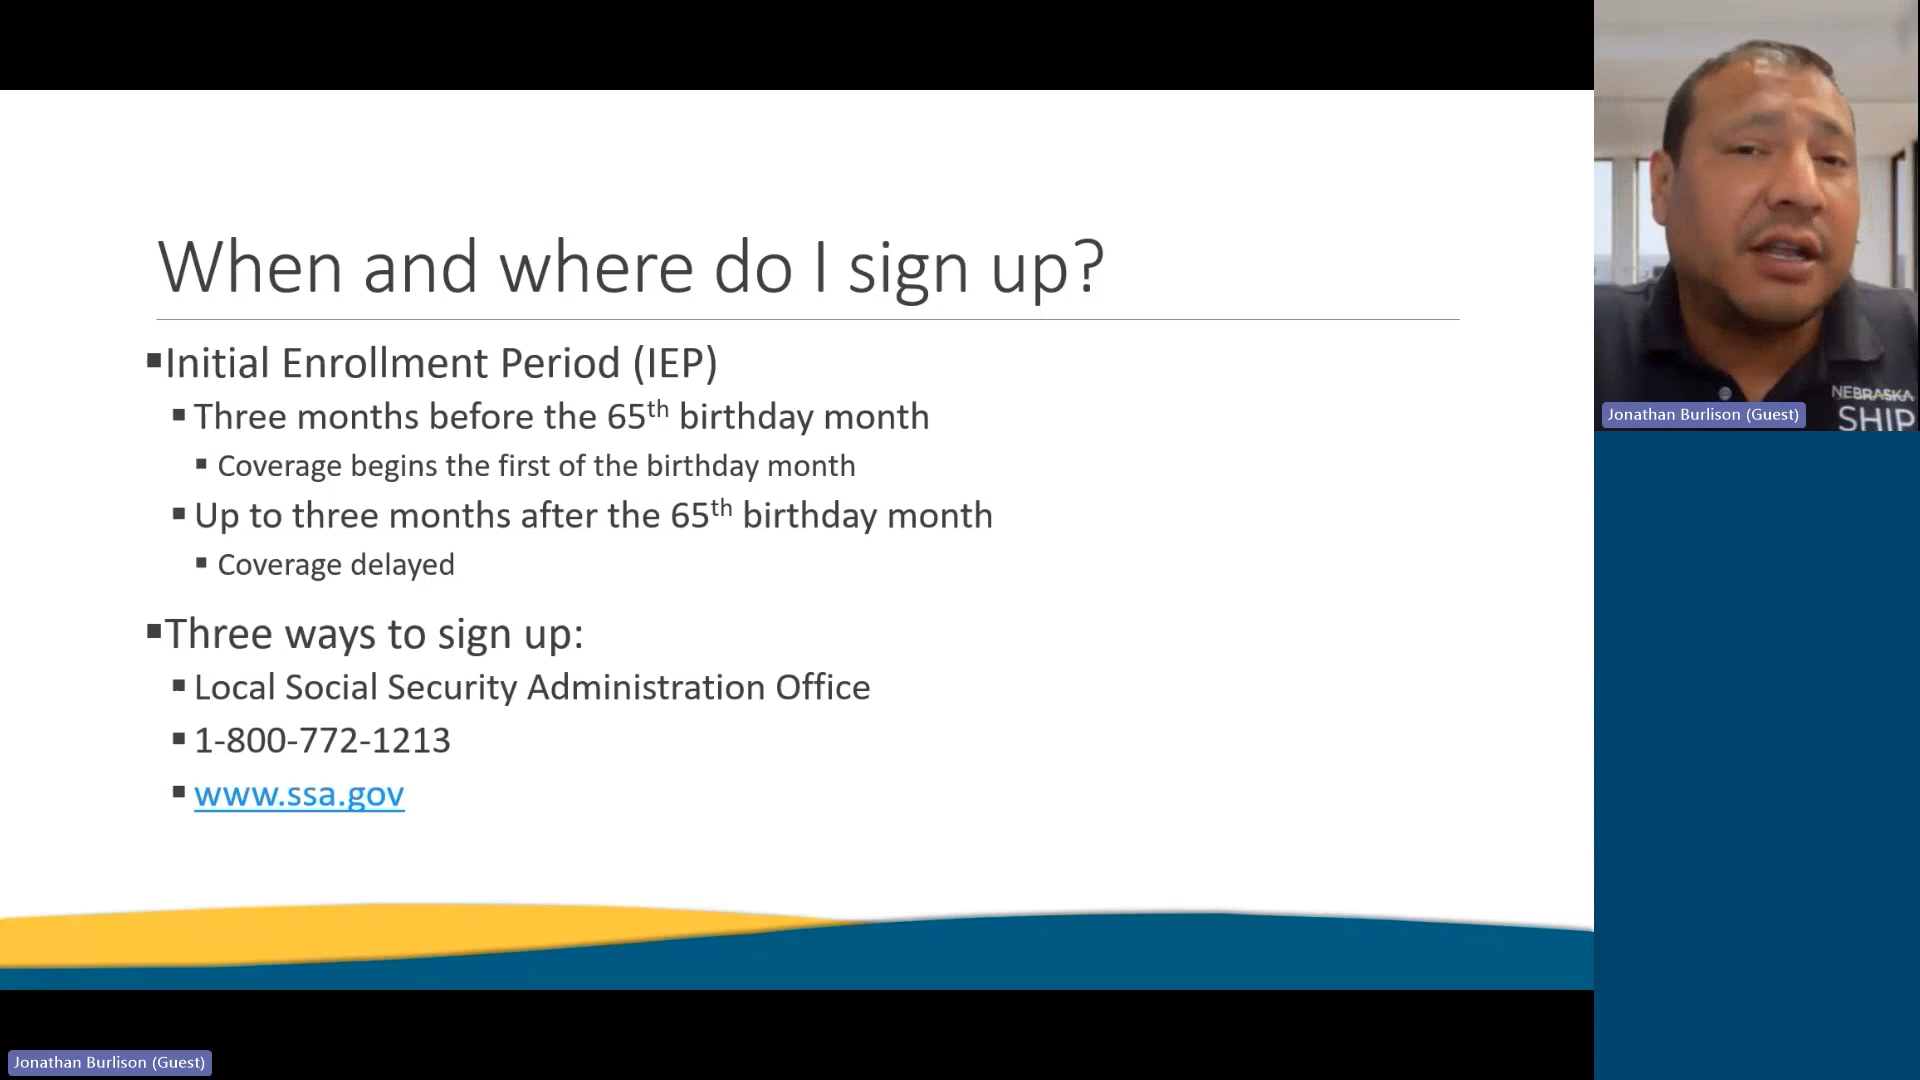 When and where do I sign up?
▪Initial Enrollment Period (IEP)
▪Three months before the 65th birthday month
▪Coverage begins the first of the birthday month
▪Up to three months after the 65th birthday month
▪Coverage delayed
▪Three ways to sign up:
▪Local Social Security Administration Office
▪1-800-772-1213
▪www.ssa.gov
NEBRASKA
SHIP
Jonathan Burlison (Guest)
Jonathan Burlison (Guest)